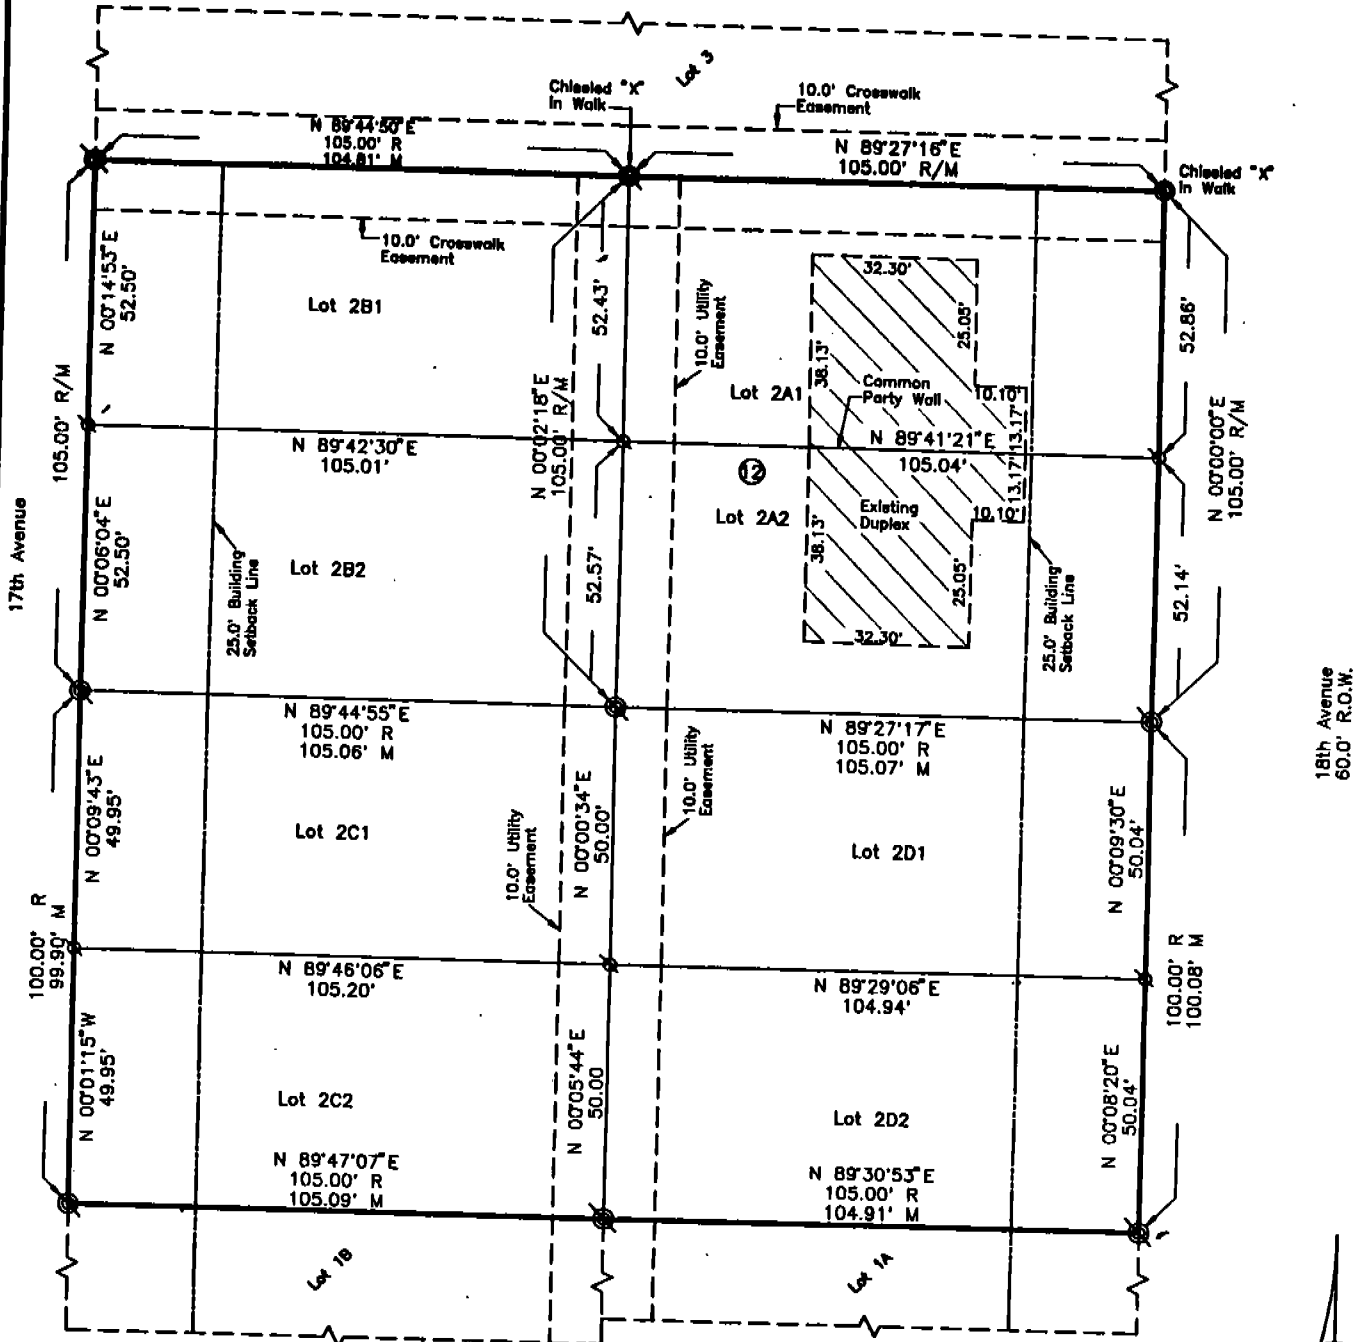 Lot 3
Chiseled "X"
In Walk
10.0' Crosswalk
Easement
N 89°44'50"E
105.00' R
104.81' M
N 89°27'16"E
105.00' R/M
Chiseled "X"
In Walk
10.0' Crosswalk
Easement
N 00°14'53"E
52.50'
Lot 2B1
52.43'
10.0' Utility
Easement
32.30'
25.05'
38.13'
52.86'
Lot 2A1
Common
Party Wall
10.10'
13.17'
105.00' R/M
N 00°02'18"E
105.00' R/M
N 00°00'00"E
105.00' R/M
N 89°42'30"E
105.01'
N 89°41'21"E
105.04'
12
13.17'
10.10'
17th Avenue
N 00°06'04"E
52.50'
Lot 2B2
25.0' Building
Setback Line
52.57'
Lot 2A2
Existing
Duplex
38.13'
25.05'
32.30'
25.0' Building
Setback Line
52.14'
18th Avenue
60.0' R.O.W.
N 89°44'55"E
105.00' R
105.06' M
N 89°27'17"E
105.00' R
105.07' M
N 00°09'43"E
49.95'
Lot 2C1
10.0' Utility
Easement
N 00°00'34"E
50.00'
10.0' Utility
Easement
Lot 2D1
N 00°09'30"E
50.04'
100.00' R
99.90' M
N 89°46'06"E
105.20'
N 89°29'06"E
104.94'
100.00' R
100.08' M
N 00°01'15"W
49.95'
Lot 2C2
N 00°05'44"E
50.00
Lot 2D2
N 00°08'20"E
50.04'
N 89°47'07"E
105.00' R
105.09' M
N 89°30'53"E
105.00' R
104.91' M
Lot 1B
Lot 1A